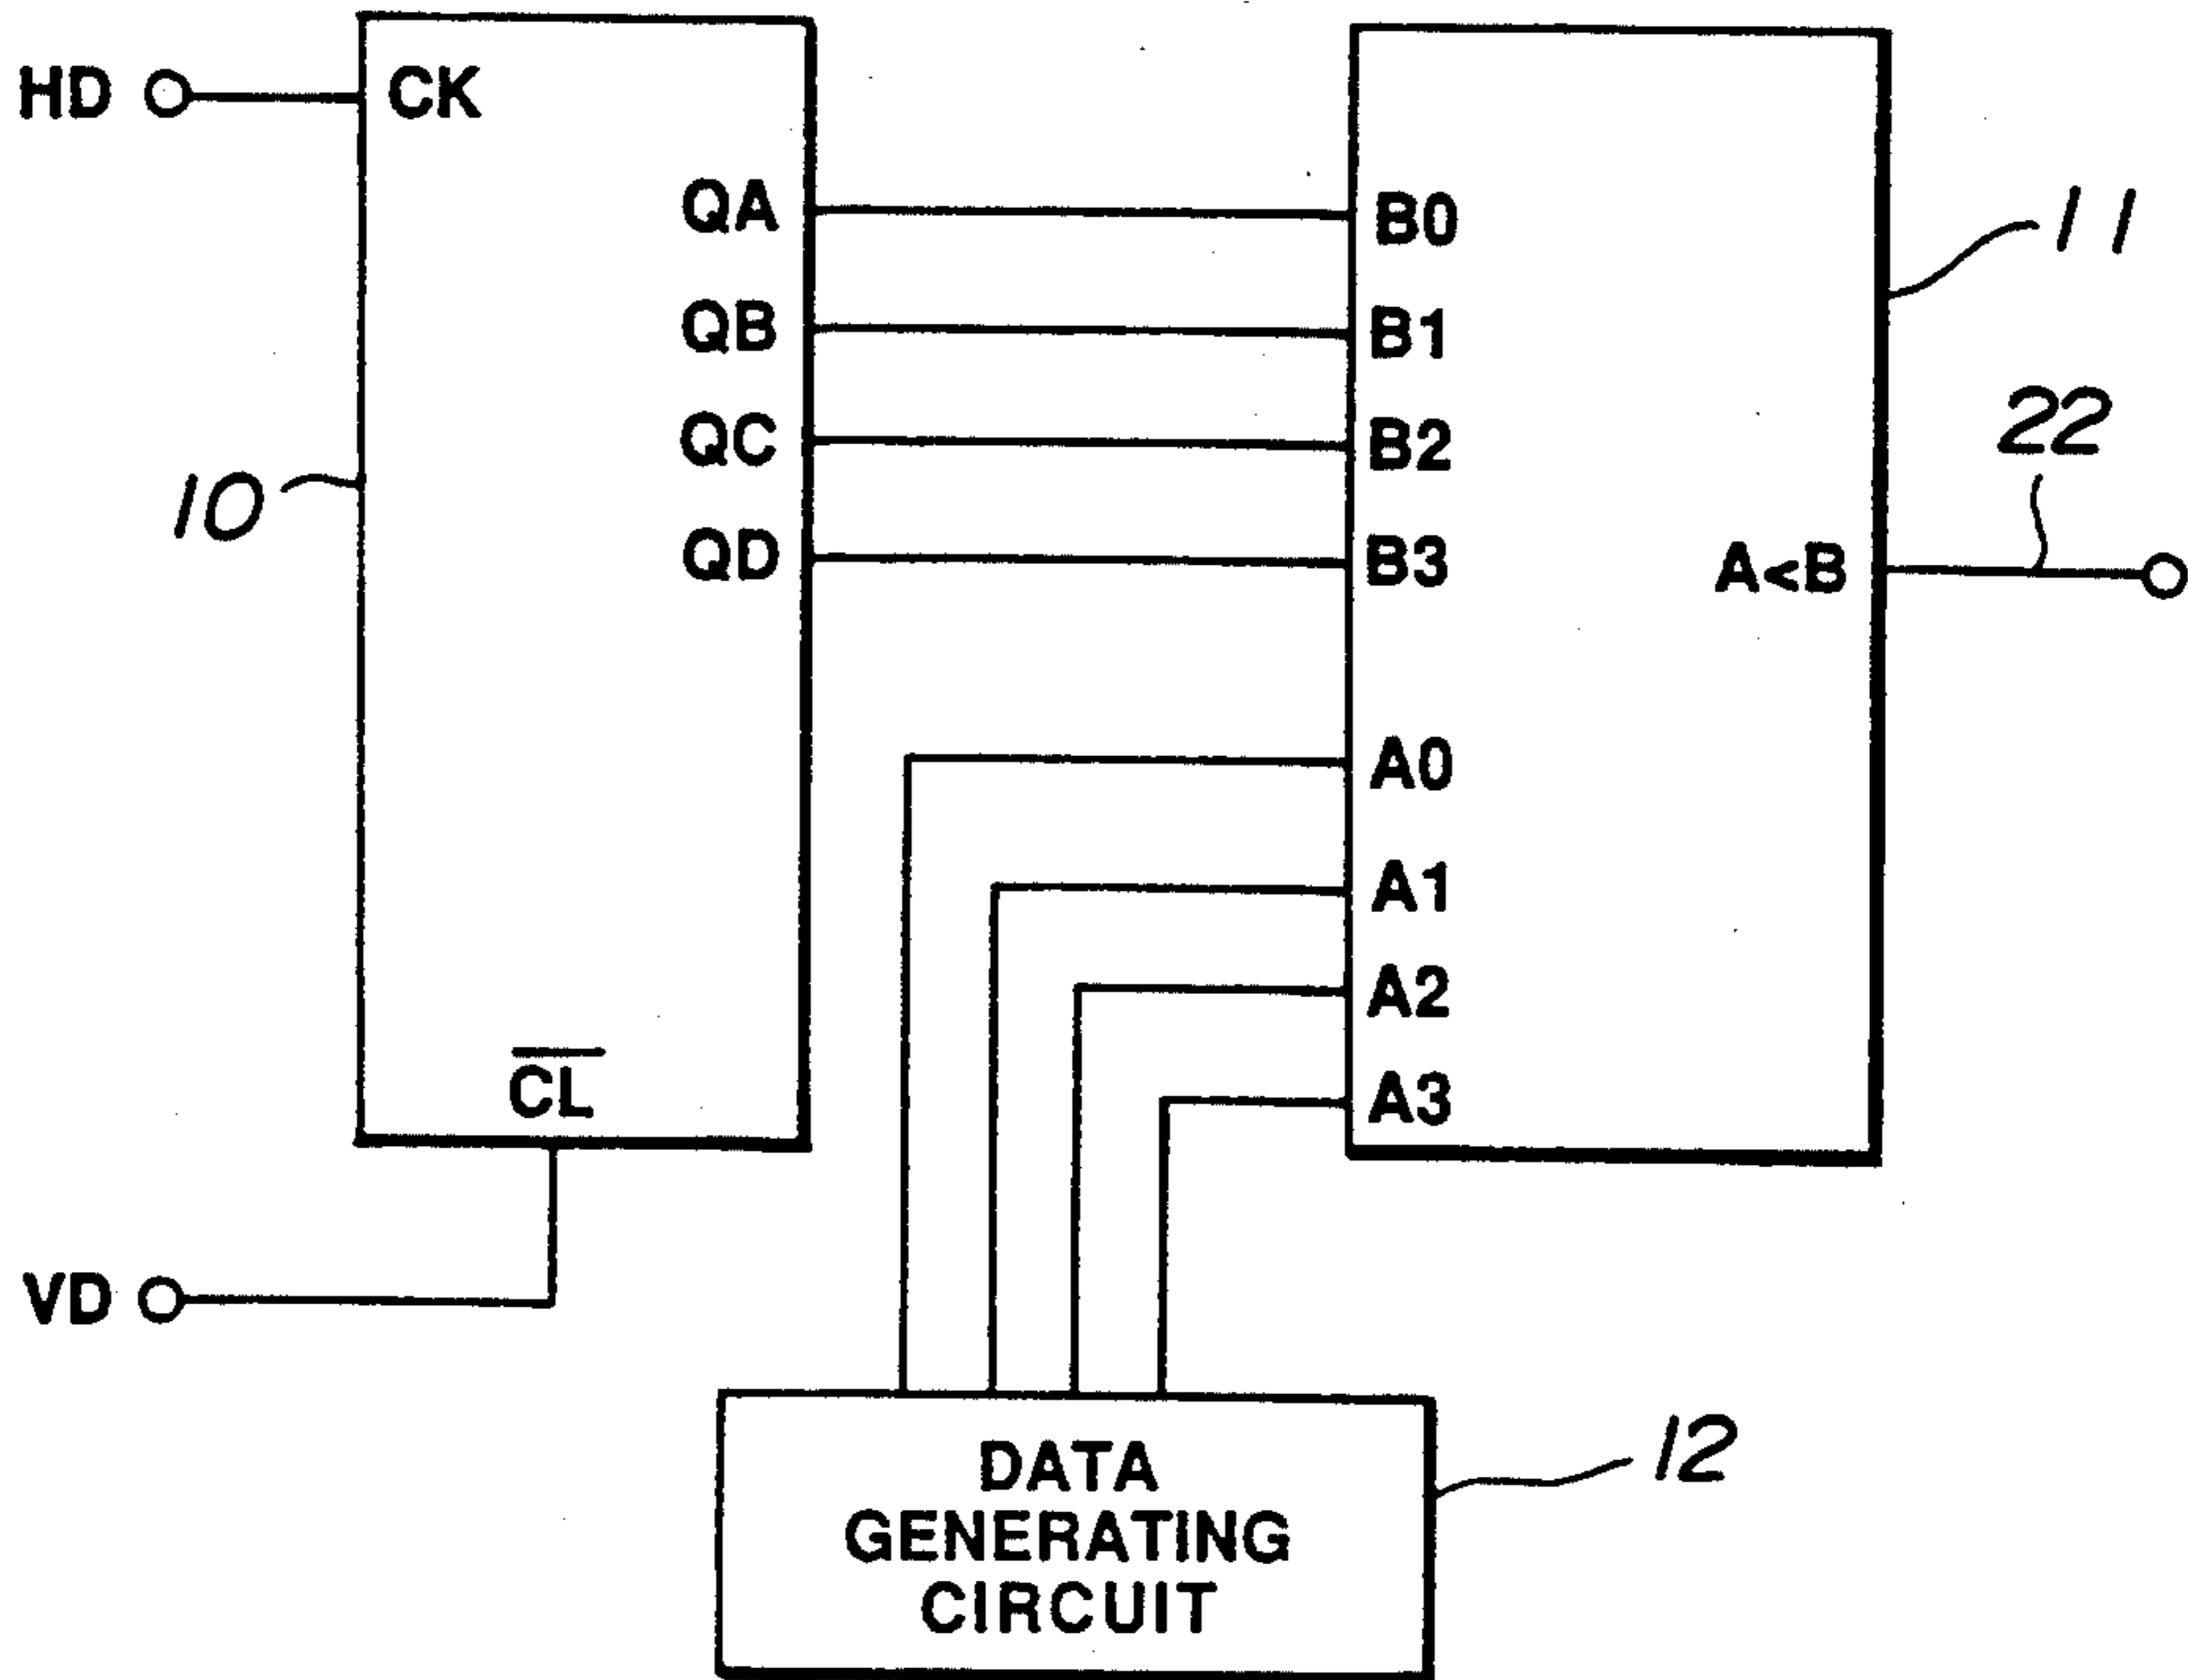 HD
CK
QA
B0
11
QB
B1
22
QC
B2
10
QD
B3
A<B
A0
A1
A2
A3
C̅L̅
VD
12
DATA
GENERATING
CIRCUIT